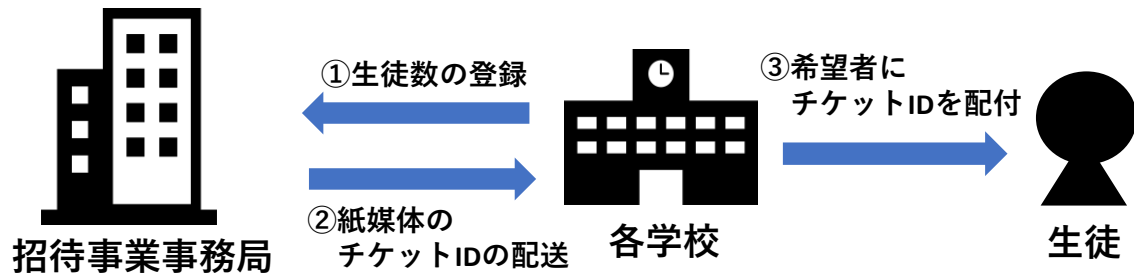 ①生徒数の登録
②紙媒体の
チケットIDの配送
③希望者に
チケットIDを配付
招待事業事務局
各学校
生徒